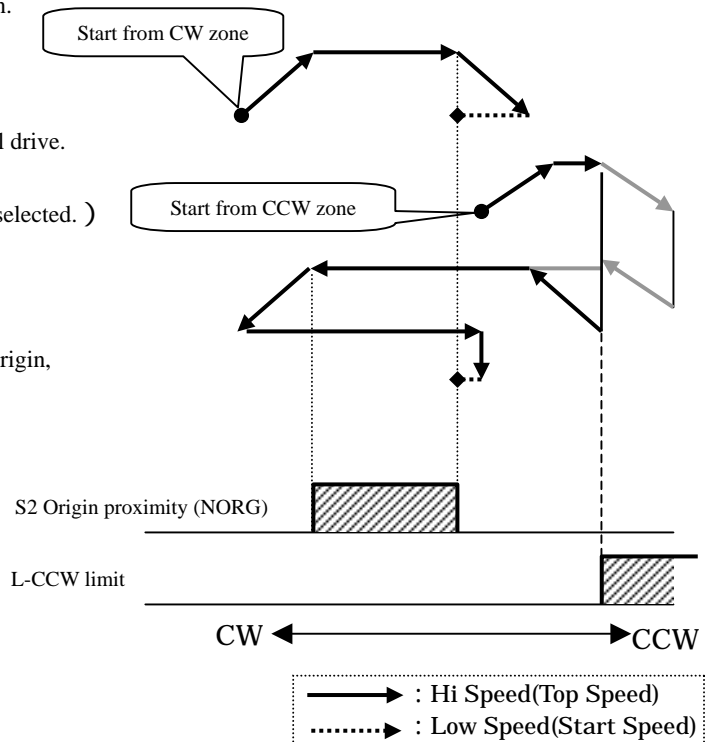 n.
Start from CW zone
l drive.
selected. )
Start from CCW zone
rigin,
S2 Origin proximity (NORG)
L-CCW limit
CW
CCW
: Hi Speed(Top Speed)
: Low Speed(Start Speed)